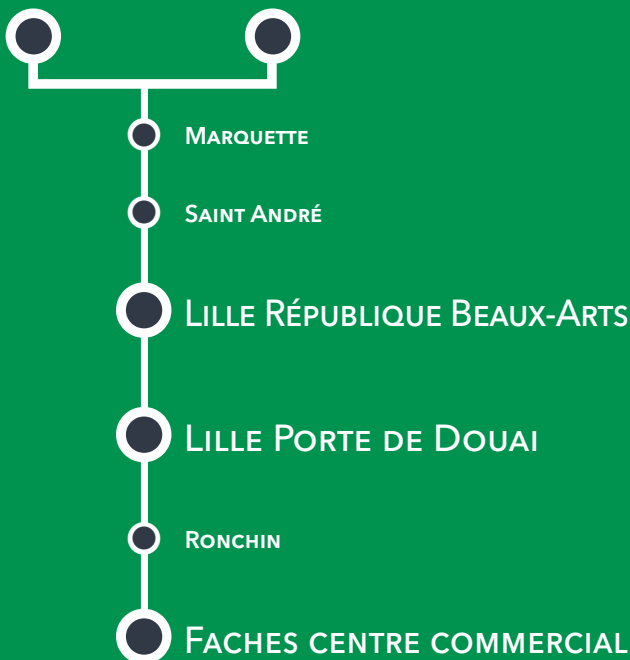 Marquette
Saint André
Lille République Beaux-Arts
Lille Porte de Douai
Ronchin
Faches centre commercial